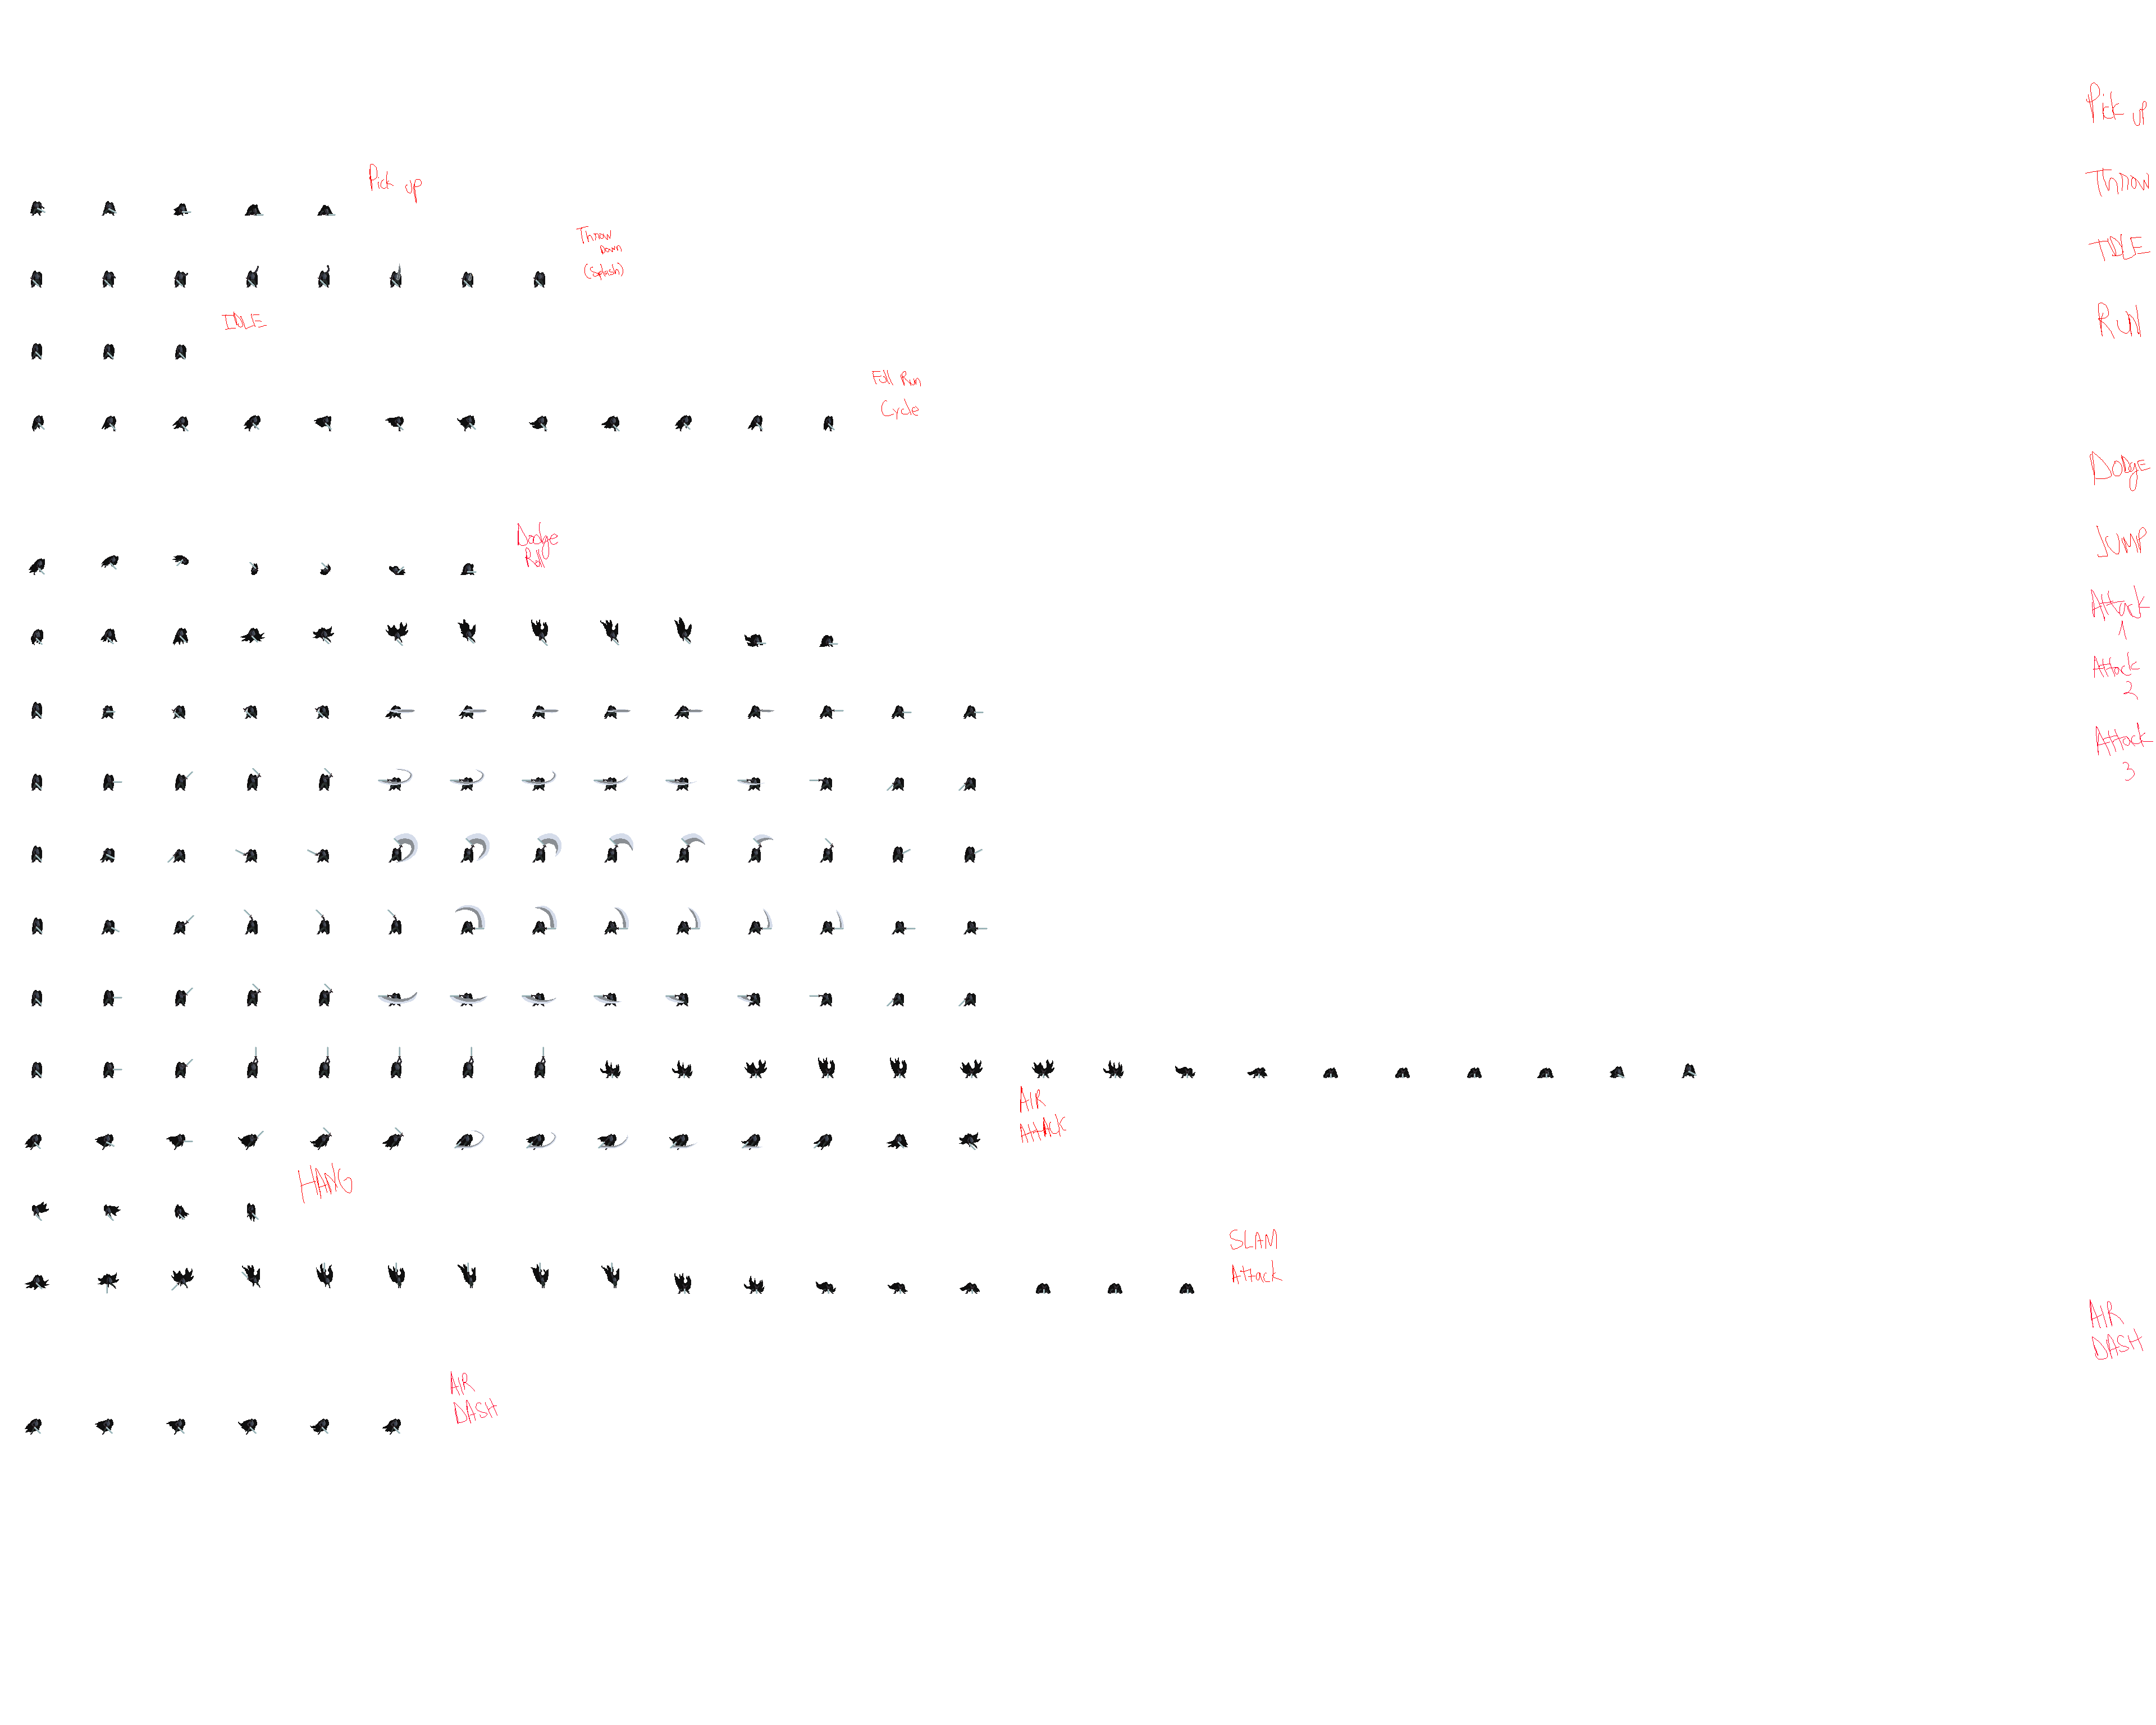 Pick UP
Pick UP
Throw
Throw
Down
(Splash)
IDLE
IDLE
RUN
Full Run
Cycle
Dodge
Dodge
Roll
JUMP
Attack
1
Attack
2
Attack
3
AIR
Attack
HANG
SLAM
Attack
AIR
DASH
AIR
DASH